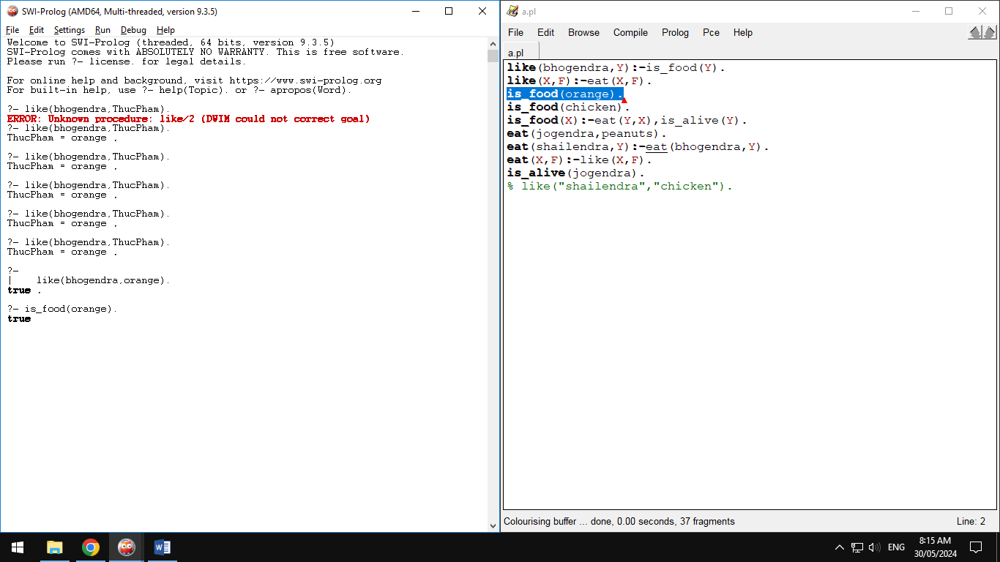 SWI-Prolog (AMD64, Multi-threaded, version 9.3.5)
File Edit Settings Run Debug Help
Welcome to SWI-Prolog (threaded, 64 bits, version 9.3.5)
SWI-Prolog comes with ABSOLUTELY NO WARRANTY. This is free software.
Please run ?- license. for legal details.
For online help and background, visit https://www.swi-prolog.org
For built-in help, use ?- help(Topic). or ?- apropos(Word).
?- like(bhogendra,ThucPham).
ERROR: Unknown procedure: like/2 (DWIM could not correct goal)
?- like(bhogendra,ThucPham).
ThucPham = orange .
?- like(bhogendra,ThucPham).
ThucPham = orange .
?- like(bhogendra,ThucPham).
ThucPham = orange .
?- like(bhogendra,ThucPham).
ThucPham = orange .
?- like(bhogendra,ThucPham).
ThucPham = orange .
?-
| like(bhogendra,orange).
true .
?- is_food(orange).
true
a.pl
File Edit Browse Compile Prolog Pce Help
a.pl
like(bhogendra,Y):-is_food(Y).
like(X,F):-eat(X,F).
is_food(orange).
is_food(chicken).
is_food(X):-eat(Y,X),is_alive(Y).
eat(jogendra,peanuts).
eat(shailendra,Y):-eat(bhogendra,Y).
eat(X,F):-like(X,F).
is_alive(jogendra).
% like("shailendra","chicken").
Colourising buffer ... done, 0.00 seconds, 37 fragments
Line: 2
ENG
8:15 AM
30/05/2024